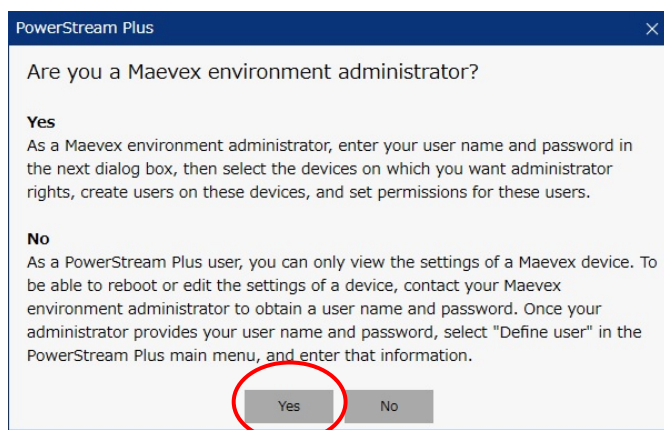 PowerStream Plus
Are you a Maevex environment administrator?
Yes
As a Maevex environment administrator, enter your user name and password in
the next dialog box, then select the devices on which you want administrator
rights, create users on these devices, and set permissions for these users.
No
As a PowerStream Plus user, you can only view the settings of a Maevex device. To
be able to reboot or edit the settings of a device, contact your Maevex
environment administrator to obtain a user name and password. Once your
administrator provides your user name and password, select "Define user" in the
PowerStream Plus main menu, and enter that information.
Yes No